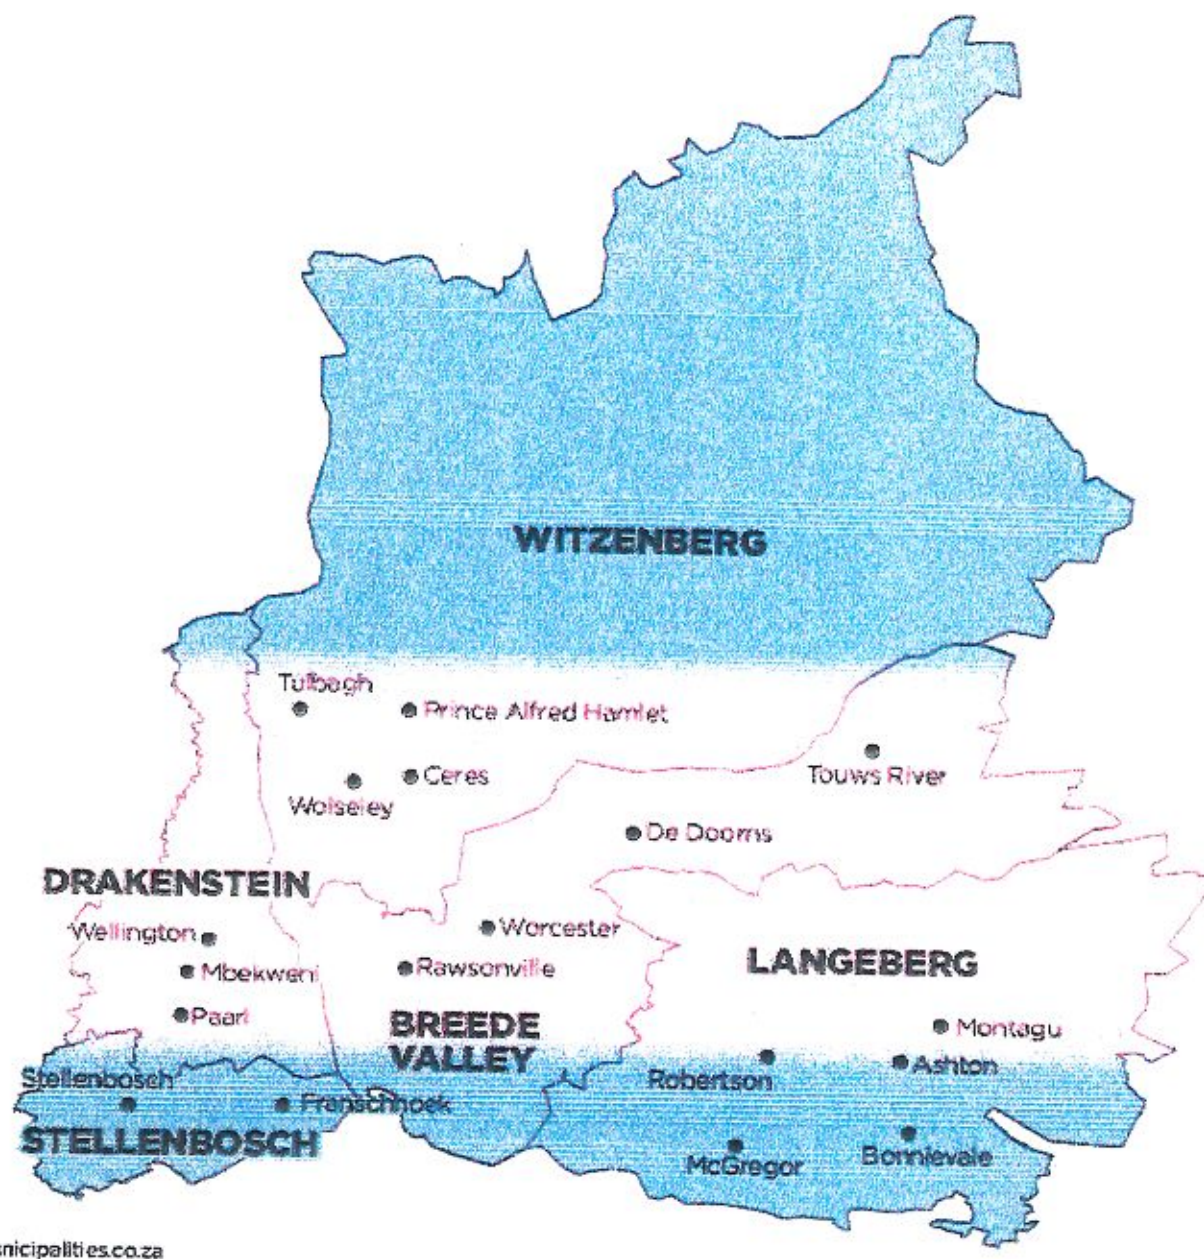 WITZENBERG
Tulbagh
Prince Alfred Hamlet
Ceres
Wolseley
Touws River
De Dooms
DRAKENSTEIN
Wellington
Mbekweni
Paarl
Worcester
Rawsonville
BREEDE
VALLEY
LANGEBERG
Montagu
Ashton
Robertson
Stellenbosch
Franschhoek
STELLENBOSCH
McGregor
Bonnievale
nicipalities.co.za